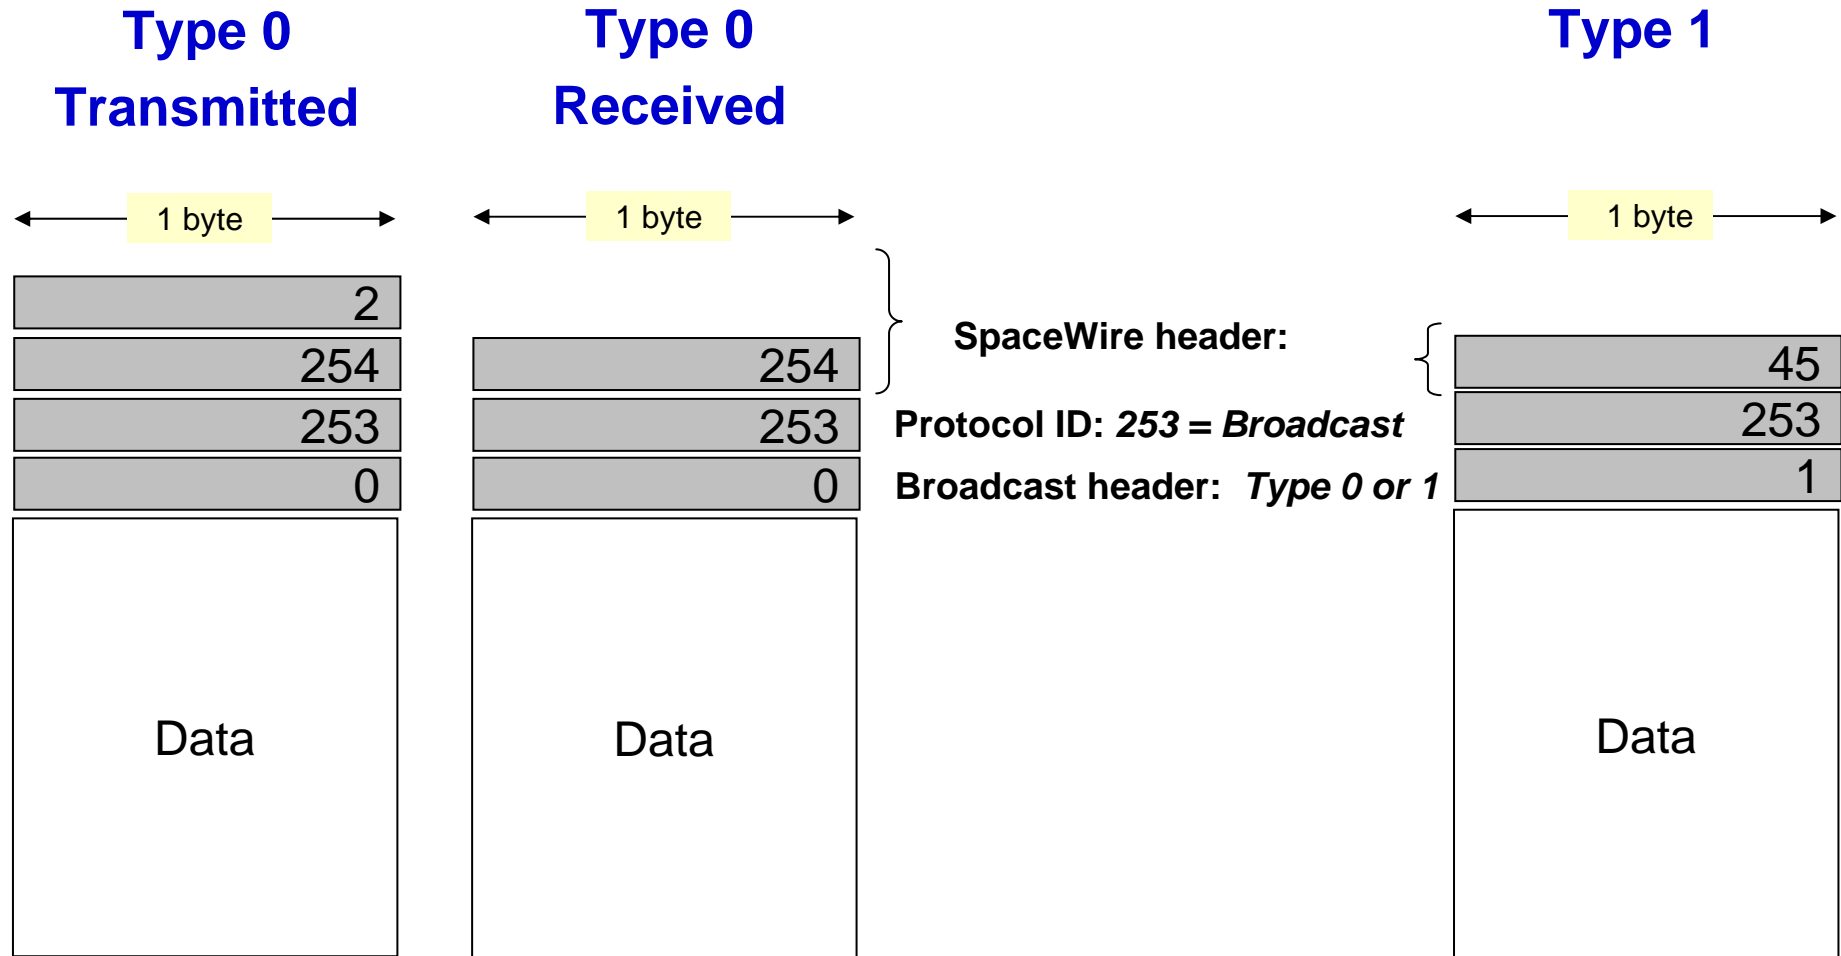 Type 0
Transmitted
Type 0
Received
Type 1
1 byte
1 byte
1 byte
2
254
253
0
Data
254
253
0
Data
SpaceWire header:
Protocol ID: 253 = Broadcast
Broadcast header: Type 0 or 1
45
253
1
Data